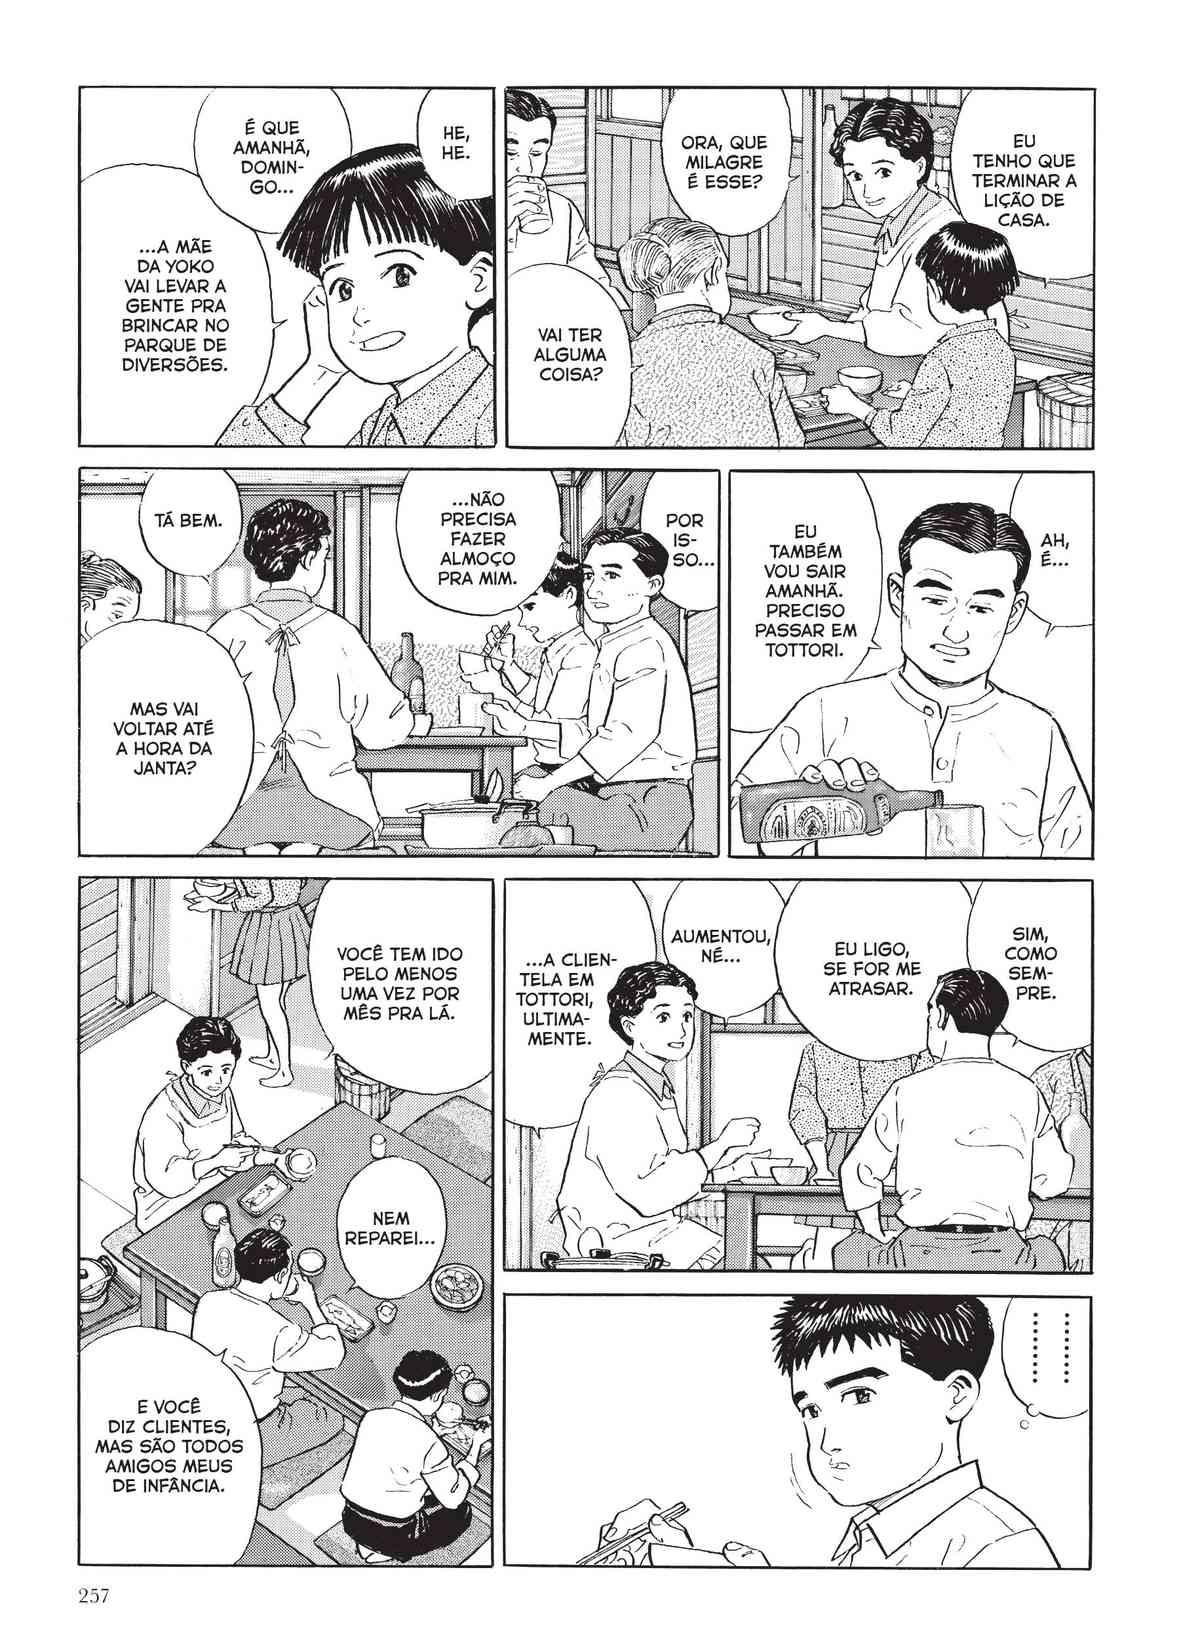 EU
TENHO QUE
TERMINAR A
LIÇÃO DE
CASA.
ORA, QUE
MILAGRE
É ESSE?
VAI TER
ALGUMA
COISA?
HE,
HE.
É QUE
AMANHÃ,
DOMIN-
GO...
...A MÃE
DA YOKO
VAI LEVAR A
GENTE PRA
BRINCAR NO
PARQUE DE
DIVERSÕES.
AH,
É...
EU
TAMBÉM
VOU SAIR
AMANHÃ.
PRECISO
PASSAR EM
TOTTORI.
POR
IS-
SO...
...NÃO
PRECISA
FAZER
ALMOÇO
PRA MIM.
TÁ BEM.
MAS VAI
VOLTAR ATÉ
A HORA DA
JANTA?
SIM,
COMO
SEM-
PRE.
EU LIGO,
SE FOR ME
ATRASAR.
AUMENTOU,
NÉ...
...A CLIEN-
TELA EM
TOTTORI,
ULTIMA-
MENTE.
VOCÊ TEM IDO
PELO MENOS
UMA VEZ POR
MÊS PRA LÁ.
NEM
REPAREI...
E VOCÊ
DIZ CLIENTES,
MAS SÃO TODOS
AMIGOS MEUS
DE INFÂNCIA.
257